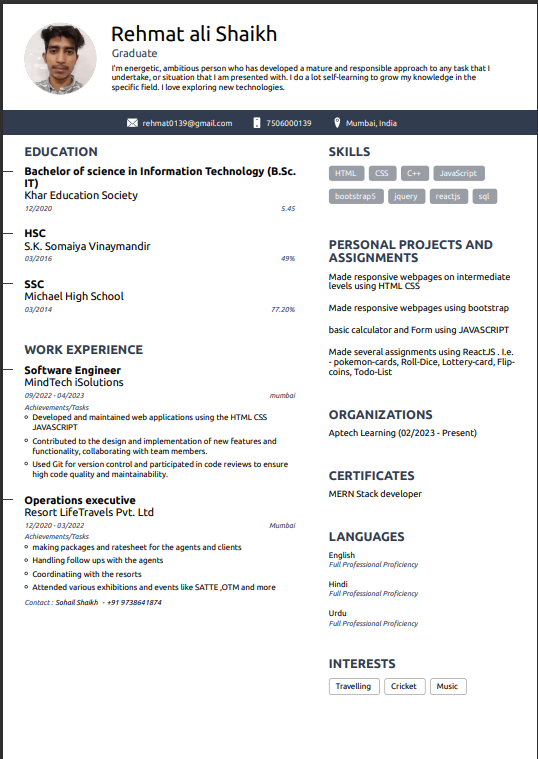 Rehmat ali Shaikh
Graduate
I'm energetic, ambitious person who has developed a mature and responsible approach to any task that I
undertake, or situation that I am presented with. I do a lot self-learning to grow my knowledge in the
specific field. I love exploring new technologies.
rehmat0139@gmail.com 7506000139 Mumbai, India
EDUCATION
Bachelor of science in Information Technology (B.Sc.
IT)
Khar Education Society
12/2020 5.45
HSC
S.K. Somaiya Vinaymandir
03/2016 49%
SSC
Michael High School
03/2014 77.20%
WORK EXPERIENCE
Software Engineer
MindTech iSolutions
09/2022 - 04/2023 mumbai
Achievements/Tasks
Developed and maintained web applications using the HTML CSS
JAVASCRIPT
Contributed to the design and implementation of new features and
functionality, collaborating with team members.
Used Git for version control and participated in code reviews to ensure
high code quality and maintainability.
Operations executive
Resort LifeTravels Pvt. Ltd
12/2020 - 03/2022 Mumbai
Achievements/Tasks
making packages and ratesheet for the agents and clients
Handling follow ups with the agents
Coordinatiing with the resorts
Attended various exhibitions and events like SATTE ,OTM and more
Contact : Sohail Shaikh - +91 9738641874
SKILLS
HTML CSS C++ JavaScript
bootstrap5 jquery reactjs sql
PERSONAL PROJECTS AND
ASSIGNMENTS
Made responsive webpages on intermediate
levels using HTML CSS
Made responsive webpages using bootstrap
basic calculator and Form using JAVASCRIPT
Made several assignments using ReactJS . I.e.
- pokemon-cards, Roll-Dice, Lottery-card, Flip-
coins, Todo-List
ORGANIZATIONS
Aptech Learning (02/2023 - Present)
CERTIFICATES
MERN Stack developer
LANGUAGES
English
Full Professional Proficiency
Hindi
Full Professional Proficiency
Urdu
Full Professional Proficiency
INTERESTS
Travelling Cricket Music